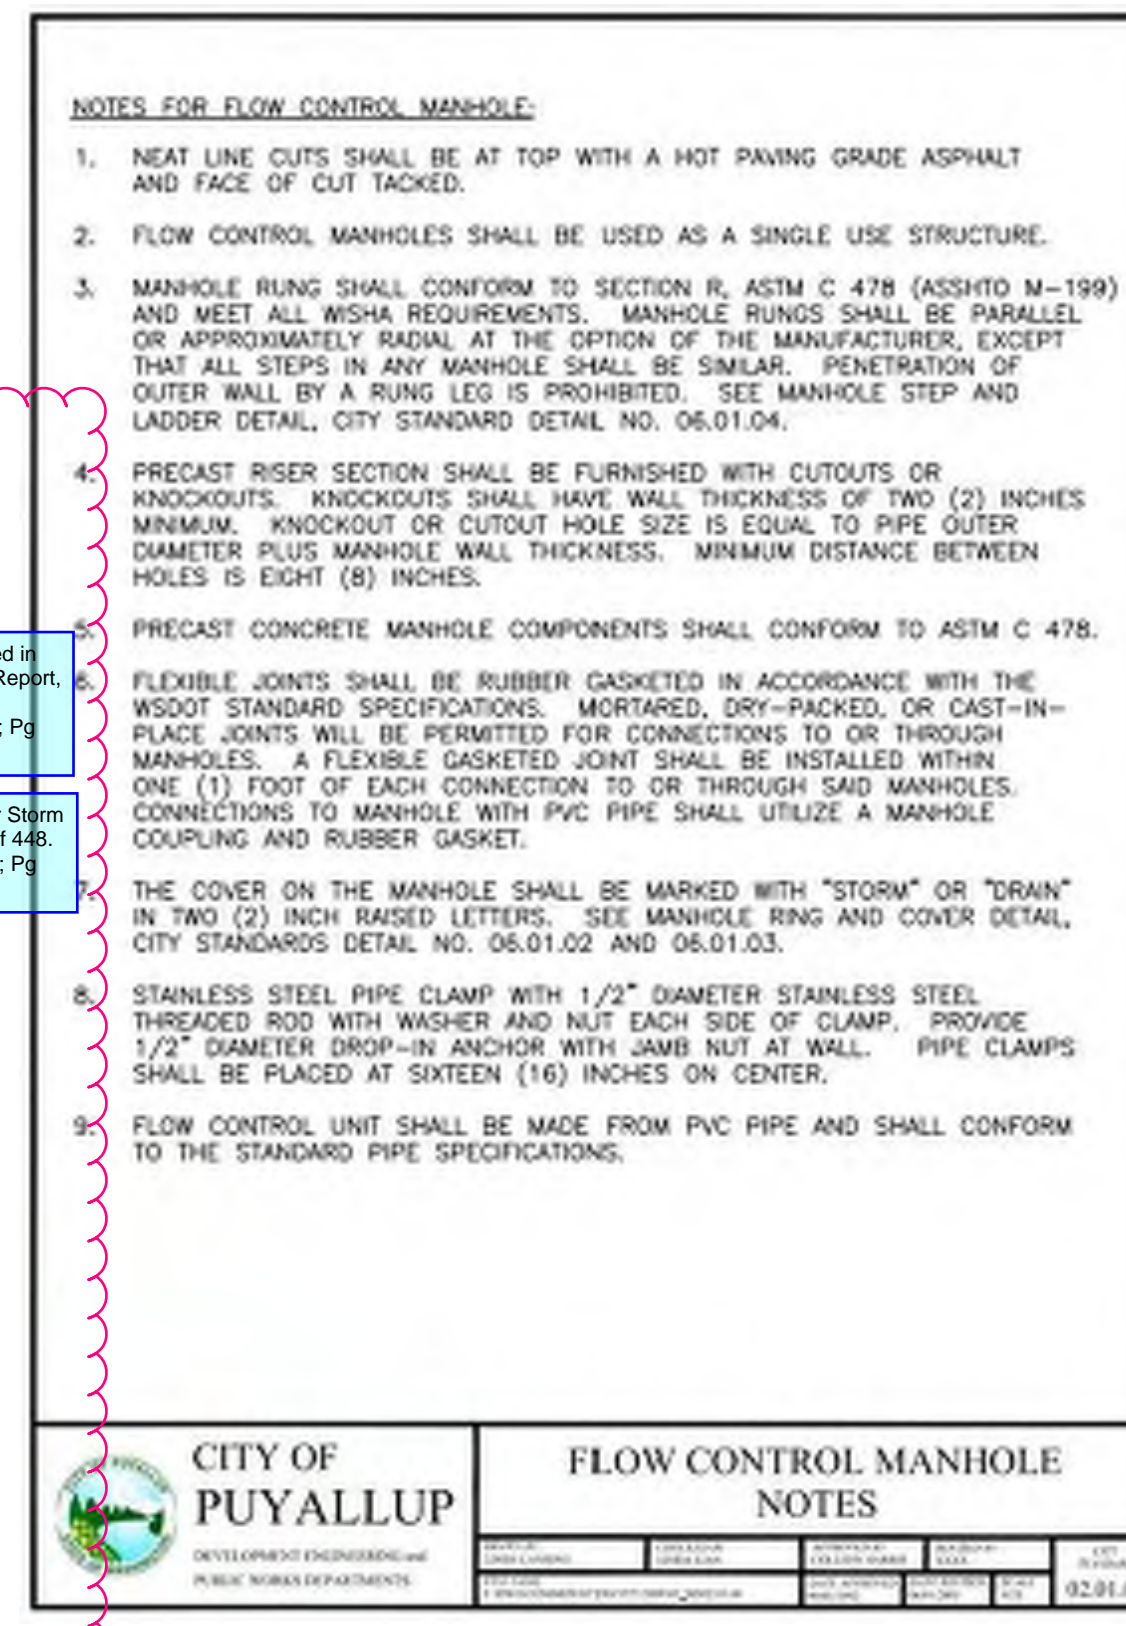 NOTES FOR FLOW CONTROL MANHOLE:
1. NEAT LINE CUTS SHALL BE AT TOP WITH A HOT PAVING GRADE ASPHALT
AND FACE OF CUT TACKED.
2. FLOW CONTROL MANHOLES SHALL BE USED AS A SINGLE USE STRUCTURE.
3. MANHOLE RUNG SHALL CONFORM TO SECTION R, ASTM C 478 (ASSHTO M-199)
AND MEET ALL WISHA REQUIREMENTS. MANHOLE RUNGS SHALL BE PARALLEL
OR APPROXIMATELY RADIAL AT THE OPTION OF THE MANUFACTURER, EXCEPT
THAT ALL STEPS IN ANY MANHOLE SHALL BE SIMILAR. PENETRATION OF
OUTER WALL BY A RUNG LEG IS PROHIBITED. SEE MANHOLE STEP AND
LADDER DETAIL, CITY STANDARD DETAIL NO. 06.01.04.
4. PRECAST RISER SECTION SHALL BE FURNISHED WITH CUTOUTS OR
KNOCKOUTS. KNOCKOUTS SHALL HAVE WALL THICKNESS OF TWO (2) INCHES
MINIMUM. KNOCKOUT OR CUTOUT HOLE SIZE IS EQUAL TO PIPE OUTER
DIAMETER PLUS MANHOLE WALL THICKNESS. MINIMUM DISTANCE BETWEEN
HOLES IS EIGHT (8) INCHES.
5. PRECAST CONCRETE MANHOLE COMPONENTS SHALL CONFORM TO ASTM C 478.
6. FLEXIBLE JOINTS SHALL BE RUBBER GASKETED IN ACCORDANCE WITH THE
WSDOT STANDARD SPECIFICATIONS. MORTARED, DRY-PACKED, OR CAST-IN-
PLACE JOINTS WILL BE PERMITTED FOR CONNECTIONS TO OR THROUGH
MANHOLES. A FLEXIBLE GASKETED JOINT SHALL BE INSTALLED WITHIN
ONE (1) FOOT OF EACH CONNECTION TO OR THROUGH SAID MANHOLES.
CONNECTIONS TO MANHOLE WITH PVC PIPE SHALL UTILIZE A MANHOLE
COUPLING AND RUBBER GASKET.
7. THE COVER ON THE MANHOLE SHALL BE MARKED WITH "STORM" OR "DRAIN"
IN TWO (2) INCH RAISED LETTERS. SEE MANHOLE RING AND COVER DETAIL,
CITY STANDARDS DETAIL NO. 06.01.02 AND 06.01.03.
8. STAINLESS STEEL PIPE CLAMP WITH 1/2" DIAMETER STAINLESS STEEL
THREADED ROD WITH WASHER AND NUT EACH SIDE OF CLAMP. PROVIDE
1/2" DIAMETER DROP-IN ANCHOR WITH JAMB NUT AT WALL. PIPE CLAMPS
SHALL BE PLACED AT SIXTEEN (16) INCHES ON CENTER.
9. FLOW CONTROL UNIT SHALL BE MADE FROM PVC PIPE AND SHALL CONFORM
TO THE STANDARD PIPE SPECIFICATIONS.
ed in
Report,
; Pg
Storm
f 448.
; Pg
CITY OF
PUYALLUP
DEVELOPMENT ENGINEERING and
PUBLIC WORKS DEPARTMENTS
FLOW CONTROL MANHOLE
NOTES
02.01.